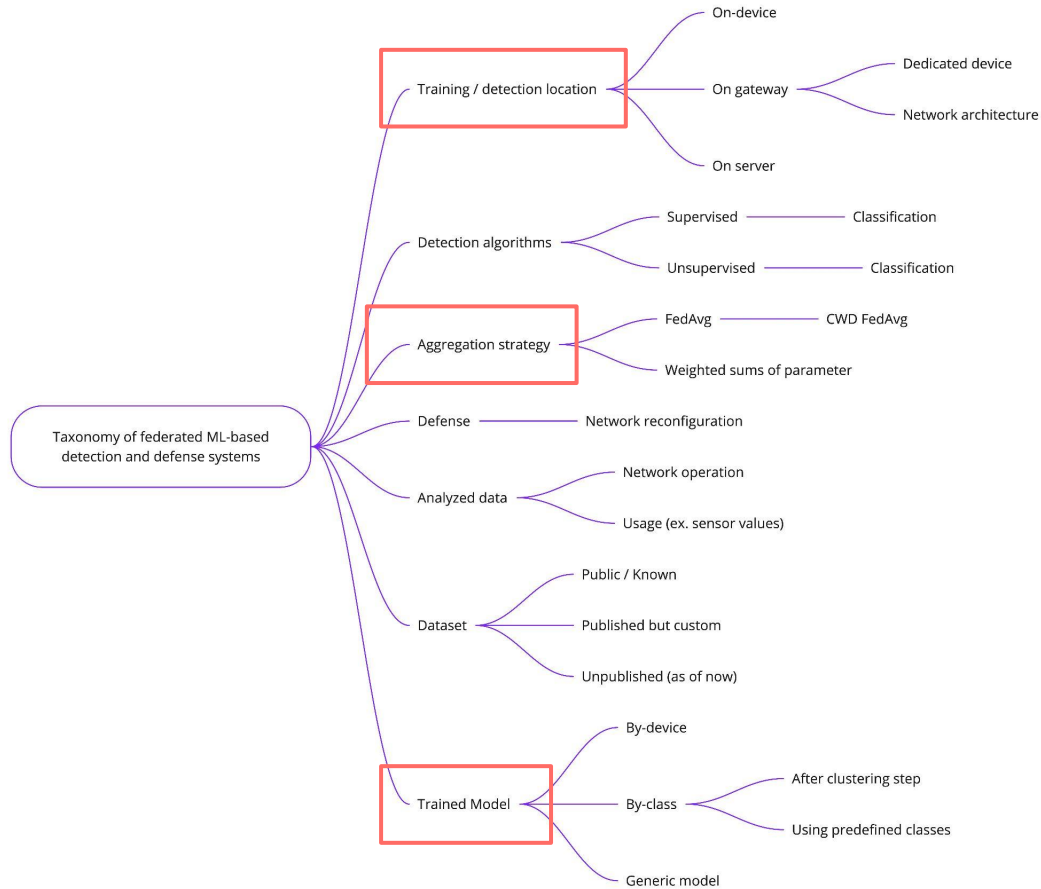 Taxonomy of federated ML-based
detection and defense systems
Training / detection location
On-device
On gateway
Dedicated device
Network architecture
On server
Detection algorithms
Supervised
Classification
Unsupervised
Classification
Aggregation strategy
FedAvg
CWD FedAvg
Weighted sums of parameter
Defense
Network reconfiguration
Analyzed data
Network operation
Usage (ex. sensor values)
Dataset
Public / Known
Published but custom
Unpublished (as of now)
Trained Model
By-device
By-class
After clustering step
Using predefined classes
Generic model